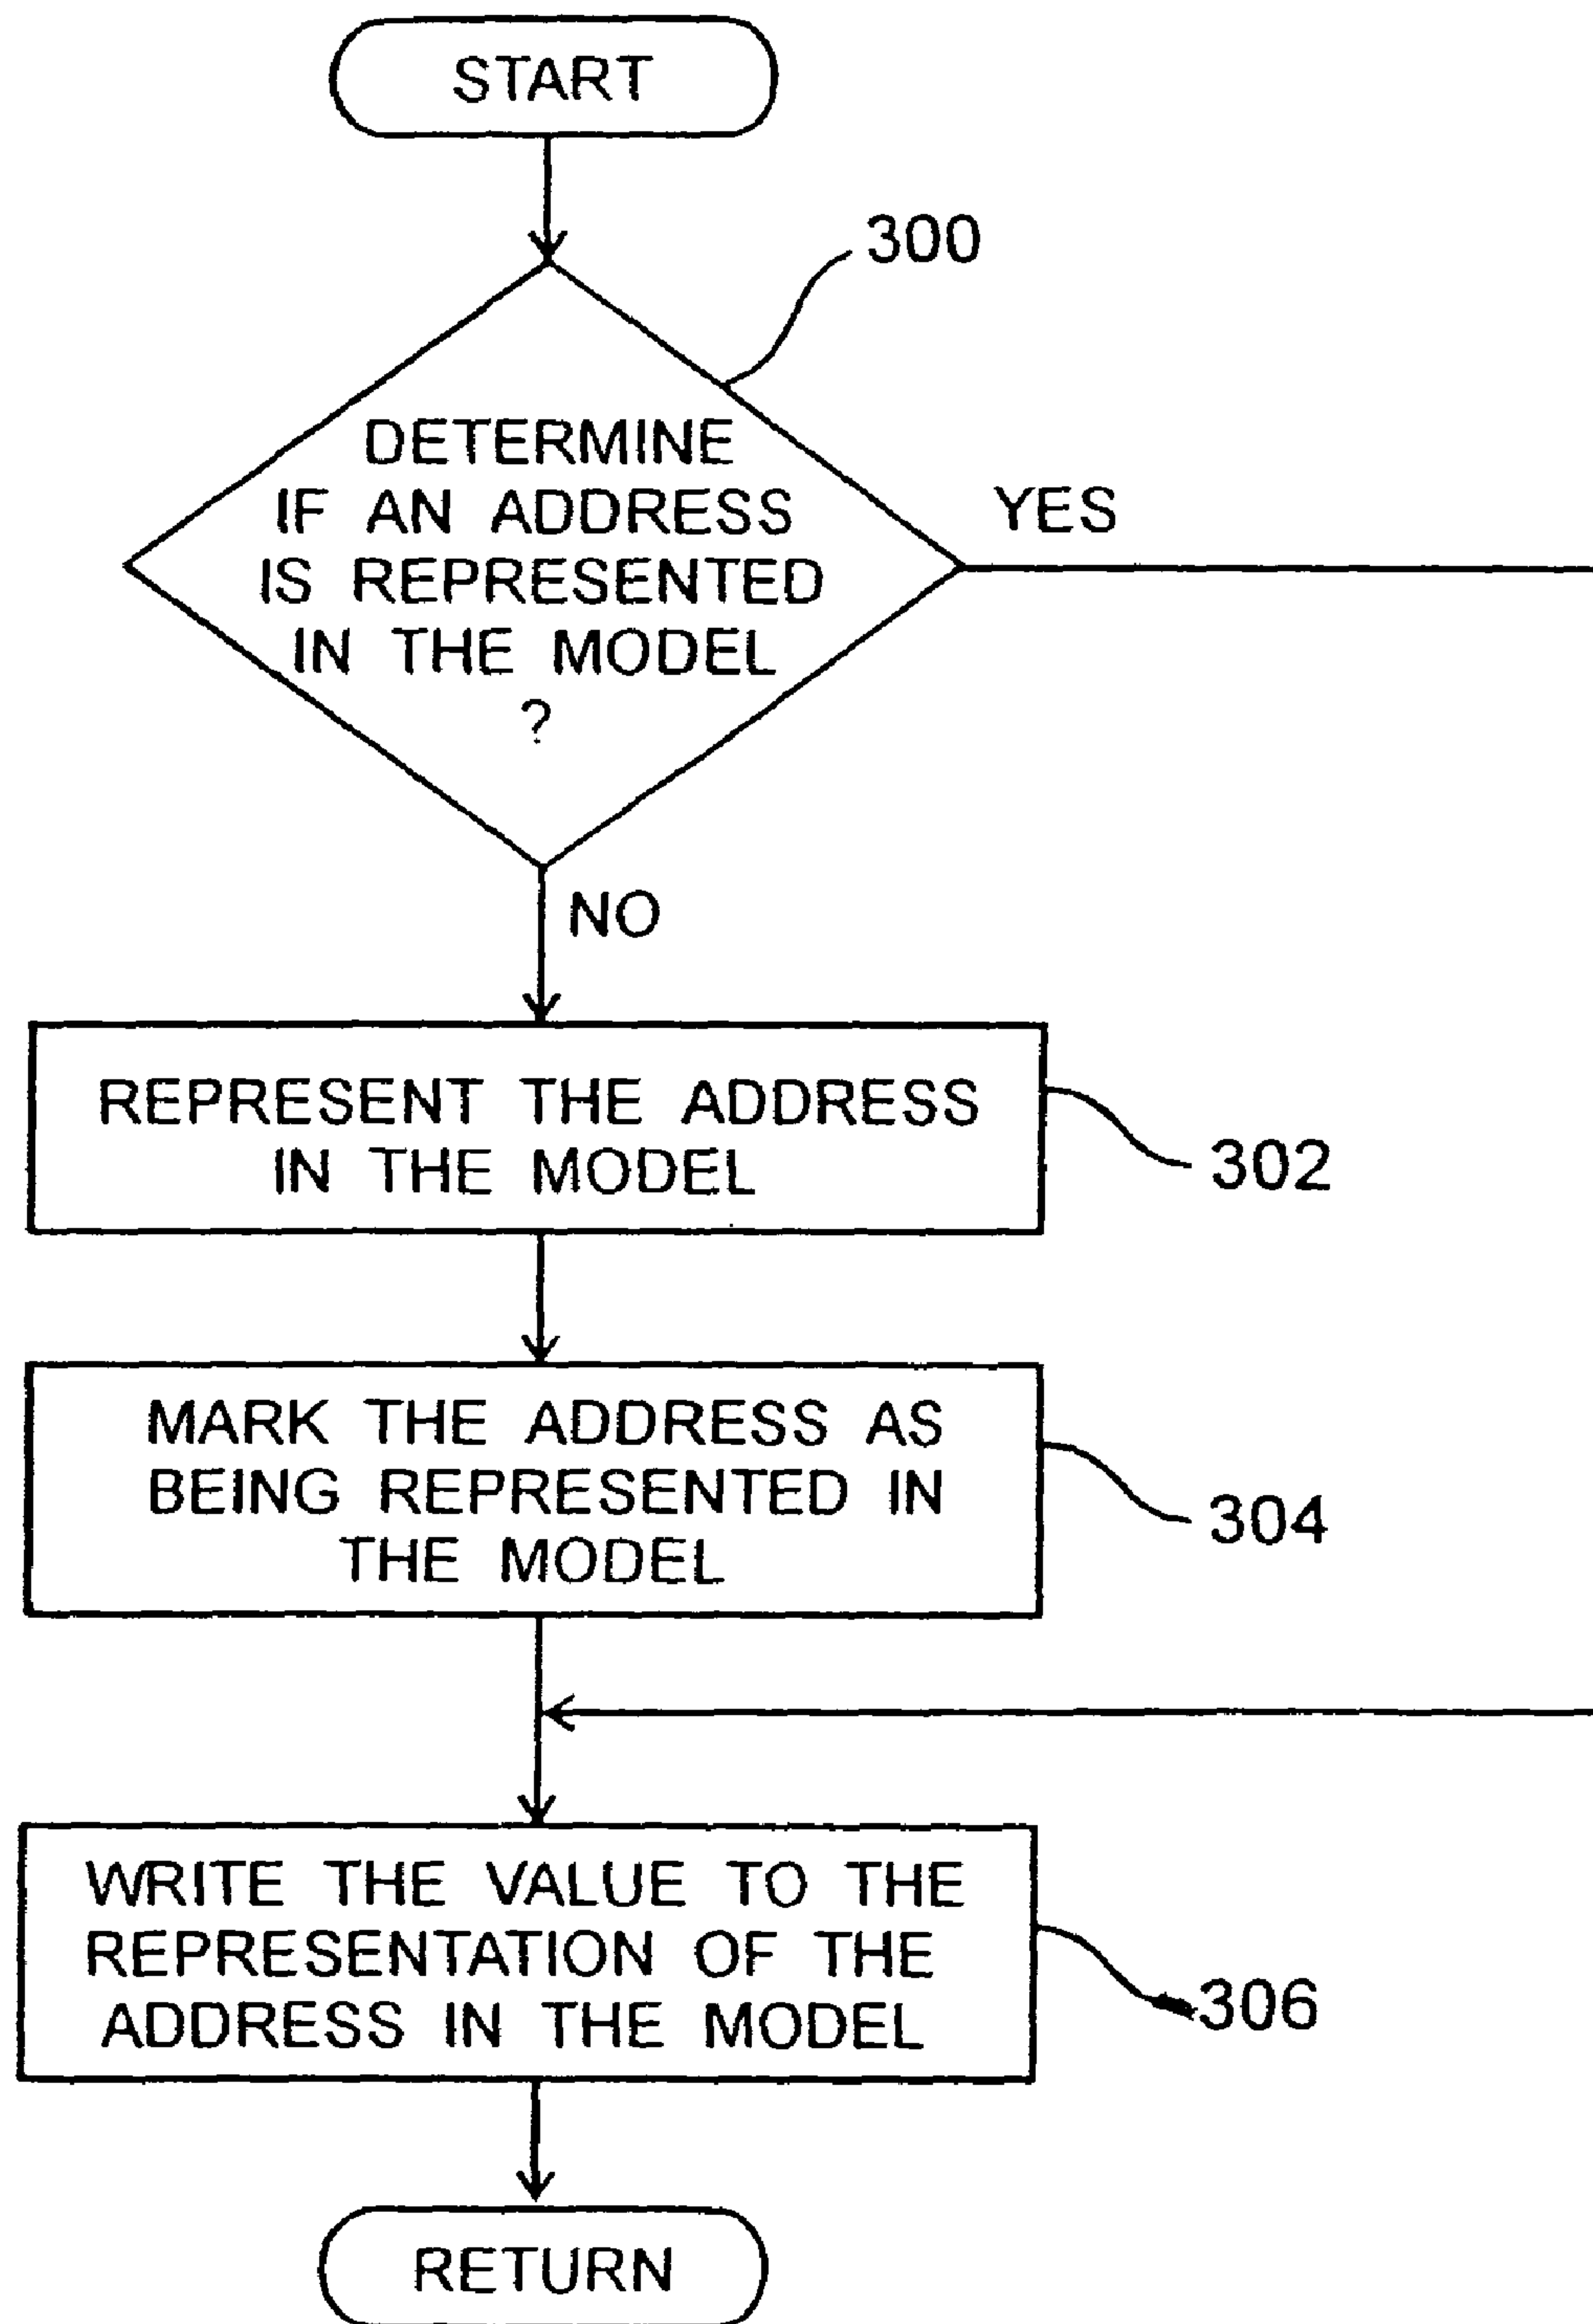 START
300
DETERMINE
IF AN ADDRESS
IS REPRESENTED
IN THE MODEL
?
YES
NO
REPRESENT THE ADDRESS
IN THE MODEL
302
MARK THE ADDRESS AS
BEING REPRESENTED IN
THE MODEL
304
WRITE THE VALUE TO THE
REPRESENTATION OF THE
ADDRESS IN THE MODEL
306
RETURN